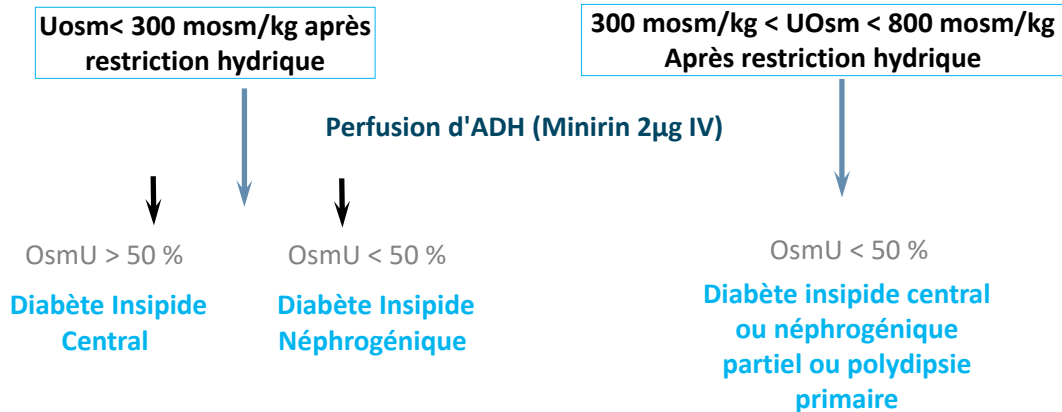 Uosm< 300 mosm/kg après
restriction hydrique
300 mosm/kg < UOsm < 800 mosm/kg
Après restriction hydrique
Perfusion d'ADH (Minirin 2µg IV)
OsmU > 50 %
OsmU < 50 %
OsmU < 50 %
Diabète Insipide
Central
Diabète Insipide
Néphrogénique
Diabète insipide central
ou néphrogénique
partiel ou polydipsie
primaire